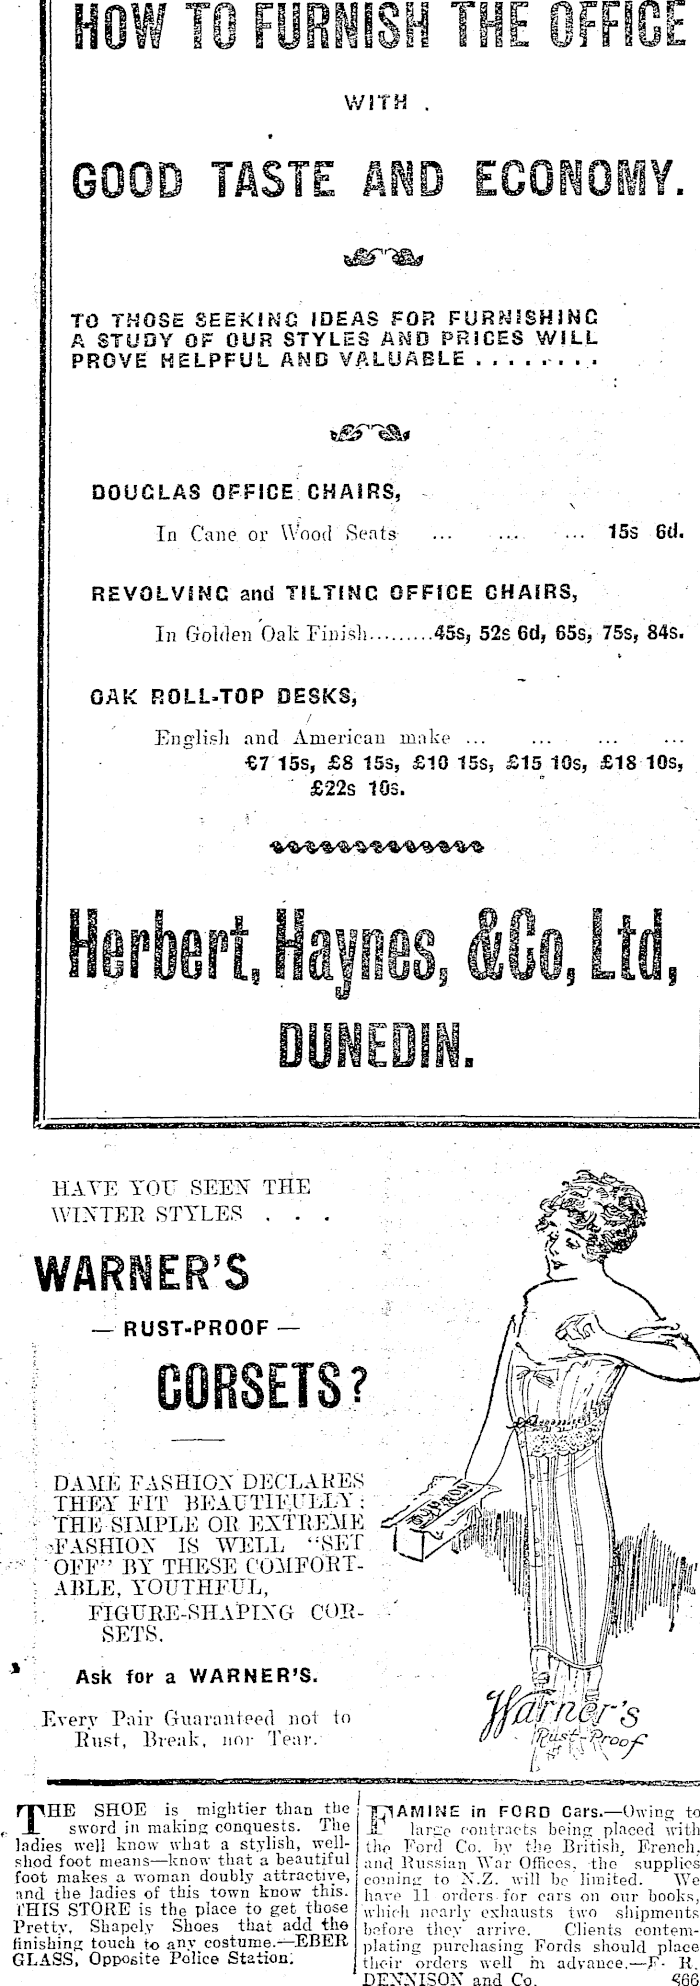 HOW TO FURNISH THE OFFICE
WITH
GOOD TASTE AND ECONOMY.
TO THOSE SEEKING IDEAS FOR FURNISHING
A STUDY OF OUR STYLES AND PRICES WILL
PROVE HELPFUL AND VALUABLE ........
DOUGLAS OFFICE CHAIRS,
In Cane or Wood Seats ... ... ... 15s 6d.
REVOLVING and TILTING OFFICE CHAIRS,
In Golden Oak Finish.........45s, 52s 6d, 65s, 75s, 84s.
OAK ROLL-TOP DESKS,
English and American make ... ... ... ...
£7 15s, £8 15s, £10 15s, £15 10s, £18 10s,
£22s 10s.
Herbert, Haynes, &Co, Ltd,
DUNEDIN.
HAVE YOU SEEN THE
WINTER STYLES . . .
WARNER'S
— RUST-PROOF —
CORSETS?
DAME FASHION DECLARES
THEY FIT BEAUTIFULLY:
THE SIMPLE OR EXTREME
FASHION IS WELL "SET
OFF" BY THESE COMFORT-
ABLE, YOUTHFUL,
FIGURE-SHAPING COR-
SETS.
Ask for a WARNER'S.
Every Pair Guaranteed not to
Rust, Break, nor Tear.
Warner's
Rust-Proof
THE SHOE is mightier than the
sword in making conquests. The
ladies well know what a stylish, well-
shod foot means—know that a beautiful
foot makes a woman doubly attractive,
and the ladies of this town know this.
THIS STORE is the place to get those
Pretty, Shapely Shoes that add the
finishing touch to any costume.—EBER
GLASS, Opposite Police Station.
FAMINE in FORD Cars.—Owing to
large contracts being placed with
the Ford Co. by the British, French,
and Russian War Offices, the supplies
coming to N.Z. will be limited. We
have 11 orders for cars on our books,
which nearly exhausts two shipments
before they arrive. Clients contem-
plating purchasing Fords should place
their orders well in advance.—F. R.
DENNISON and Co.